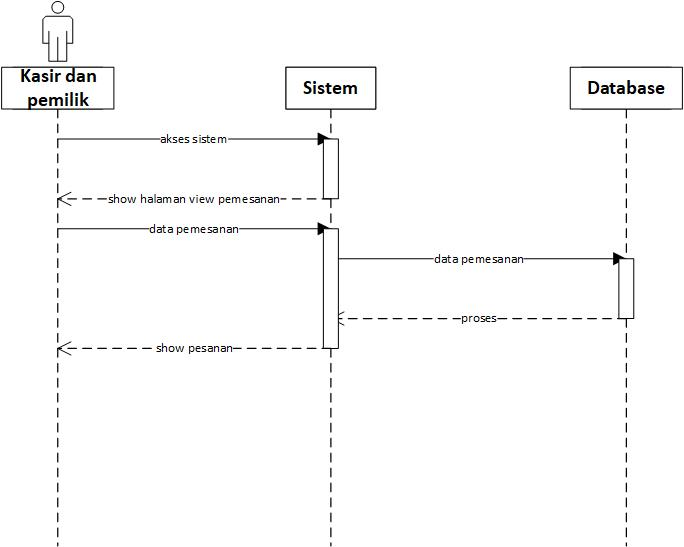 Kasir dan
pemilik
Sistem
Database
akses sistem
show halaman view pemesanan
data pemesanan
data pemesanan
proses
show pesanan